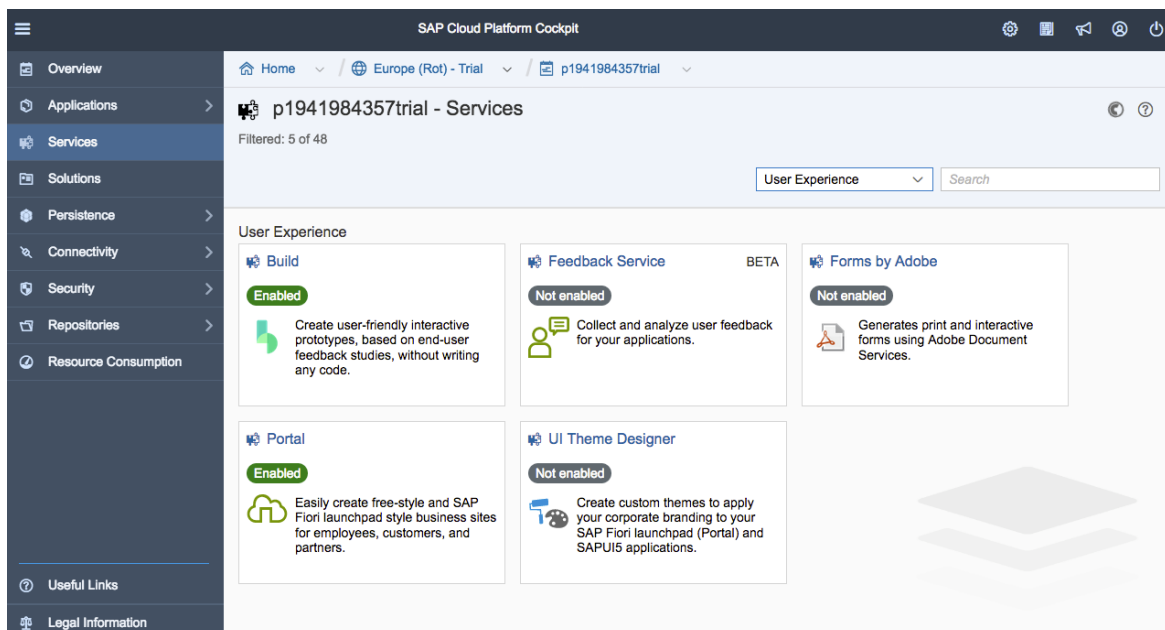 SAP Cloud Platform Cockpit
Overview
Applications
Services
Solutions
Persistence
Connectivity
Security
Repositories
Resource Consumption
Useful Links
Legal Information
Home / Europe (Rot) - Trial / p1941984357trial
p1941984357trial - Services
Filtered: 5 of 48
User Experience
Search
User Experience
Build
Enabled
Create user-friendly interactive
prototypes, based on end-user
feedback studies, without writing
any code.
Feedback Service BETA
Not enabled
Collect and analyze user feedback
for your applications.
Forms by Adobe
Not enabled
Generates print and interactive
forms using Adobe Document
Services.
Portal
Enabled
Easily create free-style and SAP
Fiori launchpad style business sites
for employees, customers, and
partners.
UI Theme Designer
Not enabled
Create custom themes to apply
your corporate branding to your
SAP Fiori launchpad (Portal) and
SAPUI5 applications.